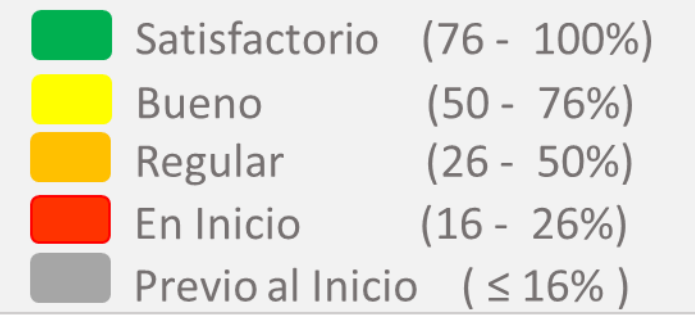 Satisfactorio (76 - 100%)
Bueno (50 - 76%)
Regular (26 - 50%)
En Inicio (16 - 26%)
Previo al Inicio ( ≤ 16% )